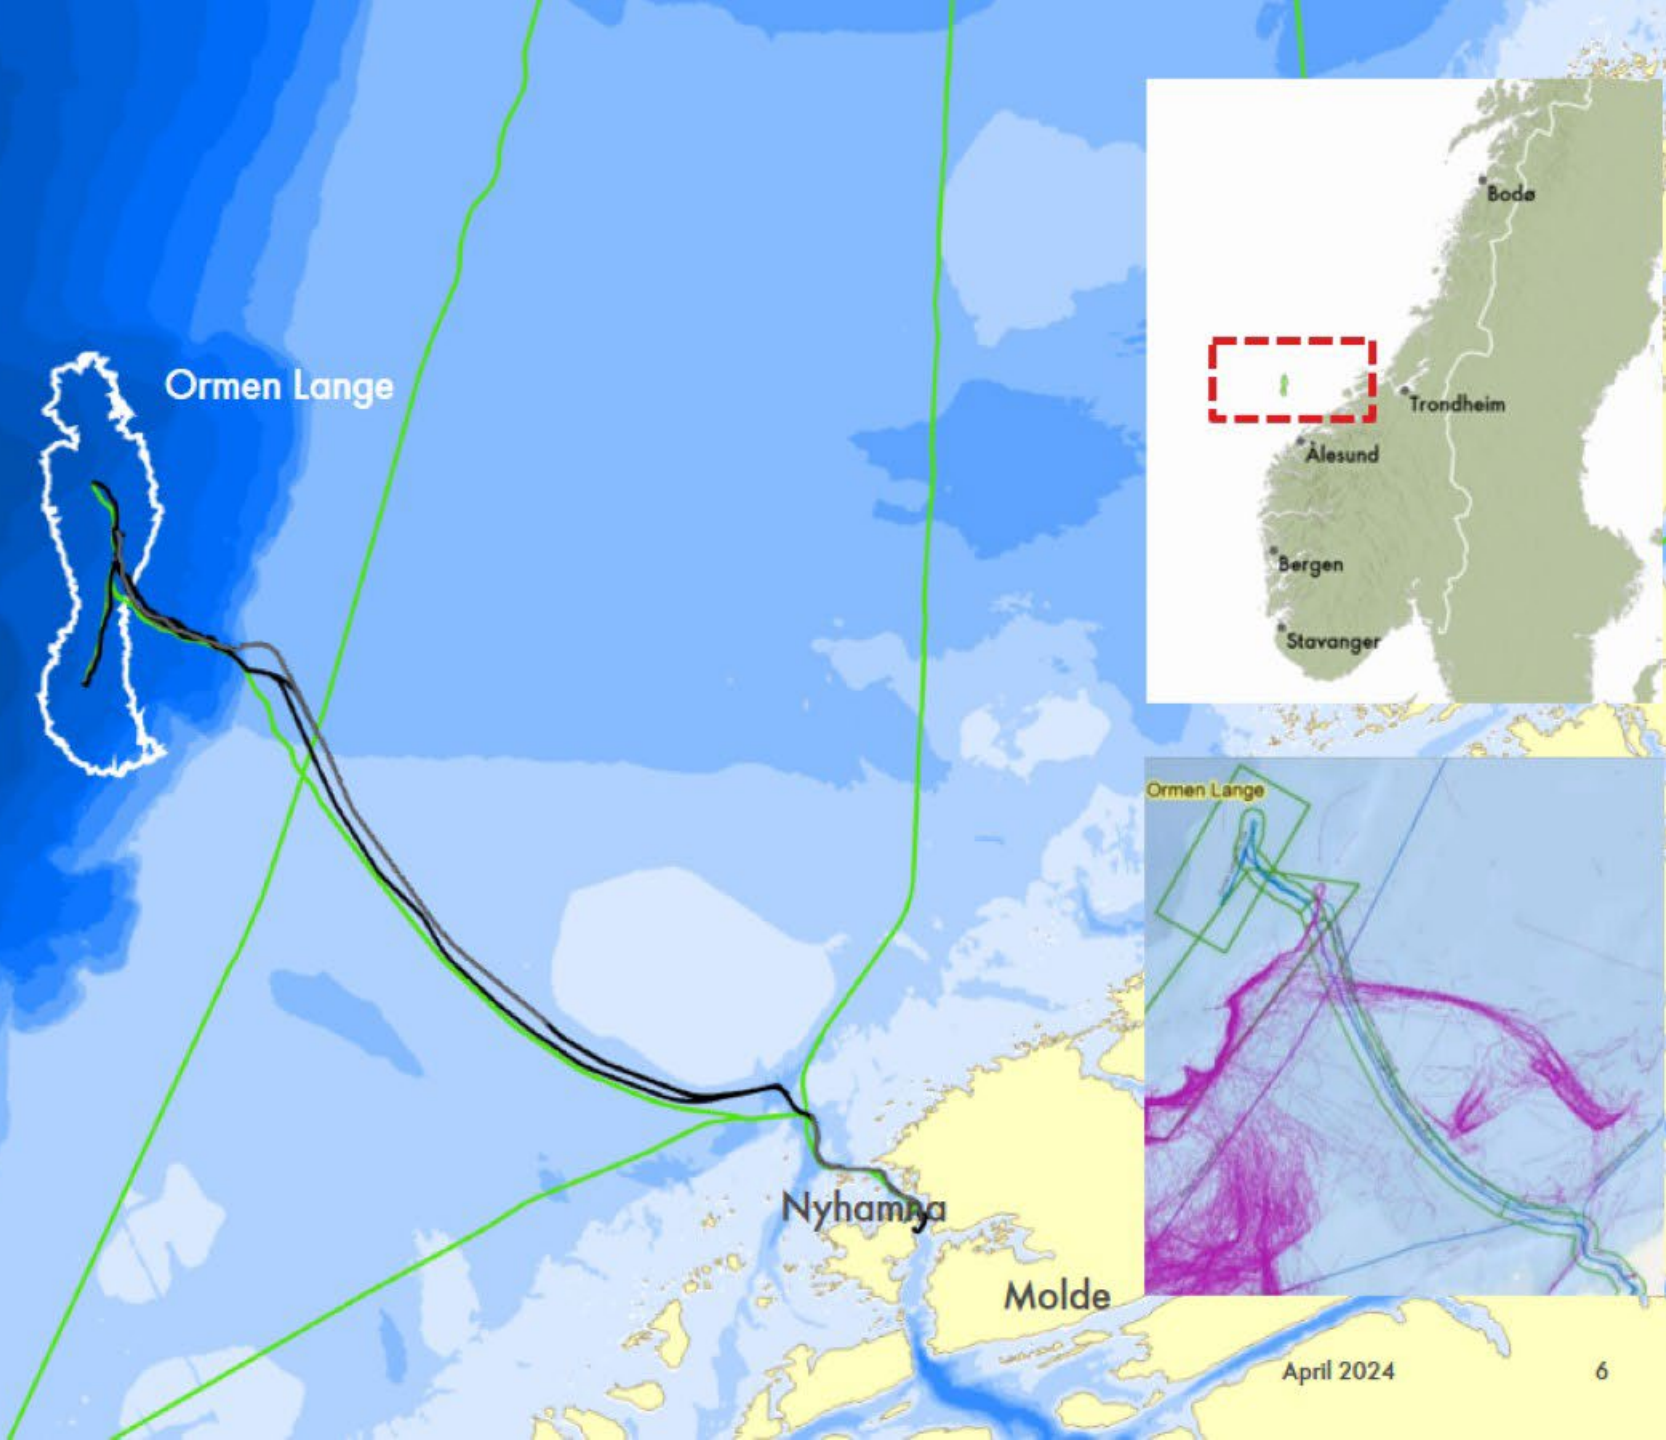 Ormen Lange
Bodø
Trondheim
Ålesund
Bergen
Stavanger
Ormen Lange
Nyhamna
Molde
April 2024 6